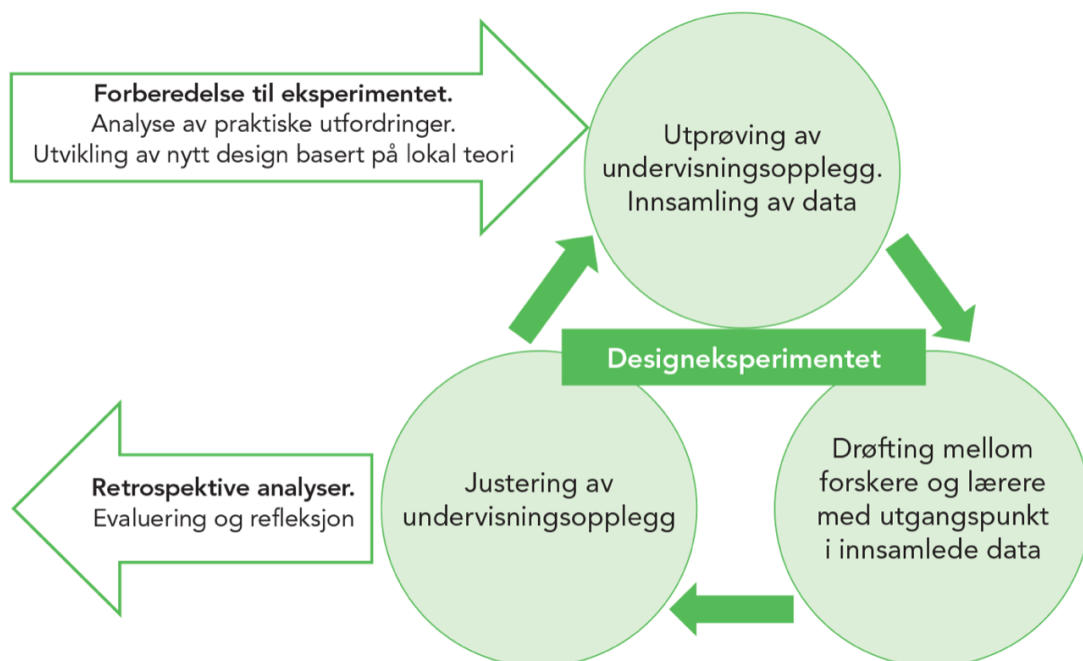 Forberedelse til eksperimentet.
Analyse av praktiske utfordringer.
Utvikling av nytt design basert på lokal teori
Utprøving av
undervisningsopplegg.
Innsamling av data
Designeksperimentet
Drøfting mellom
forskere og lærere
med utgangspunkt
i innsamlede data
Justering av
undervisningsopplegg
Retrospektive analyser.
Evaluering og refleksjon